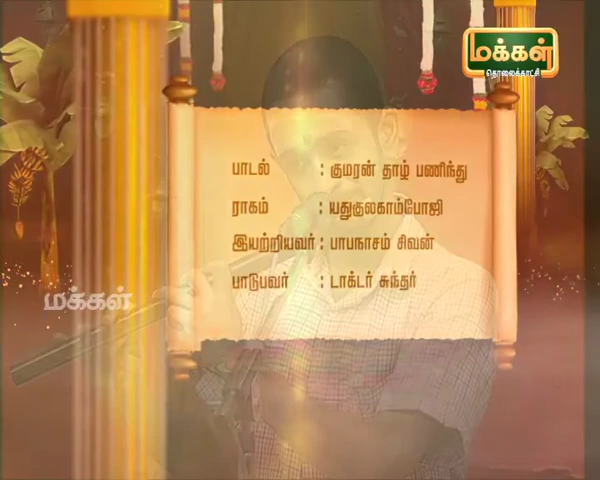 மக்கள்
தொலைக்காட்சி
பாடல் : குமரன் தாழ் பணிந்து
ராகம் : யதுகுலகாம்போஜி
இயற்றியவர் : பாபநாசம் சிவன்
பாடுபவர் : டாக்டர் சுந்தர்
மக்கள்